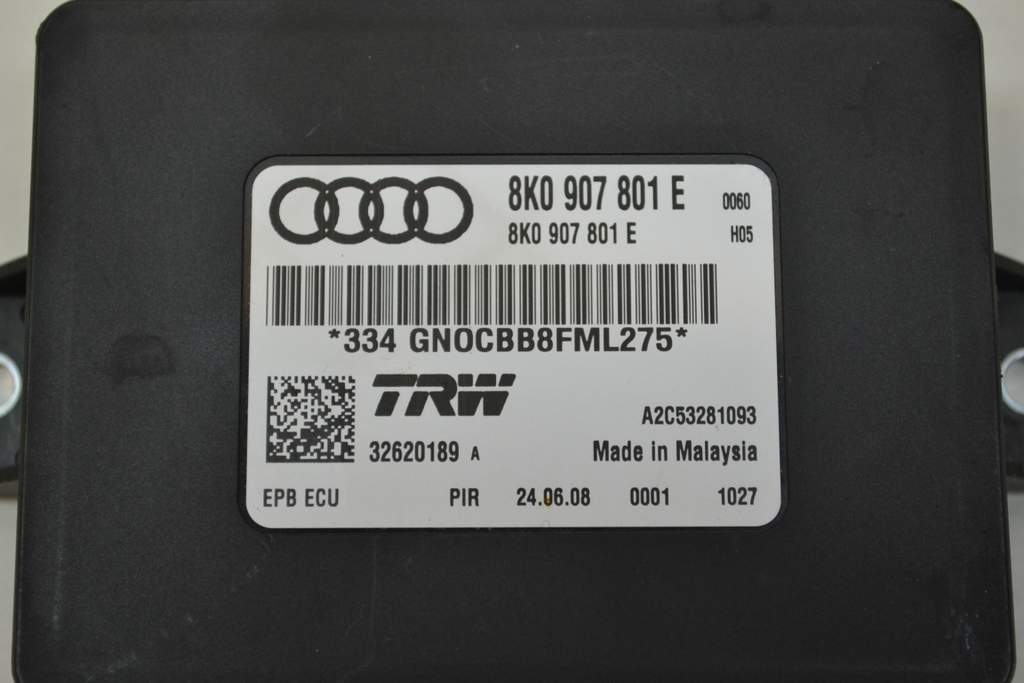 8K0 907 801 E 0060
8K0 907 801 E H05
*334 GN0CBB8FML275*
TRW
A2C53281093
32620189 A Made in Malaysia
EPB ECU PIR 24.06.08 0001 1027